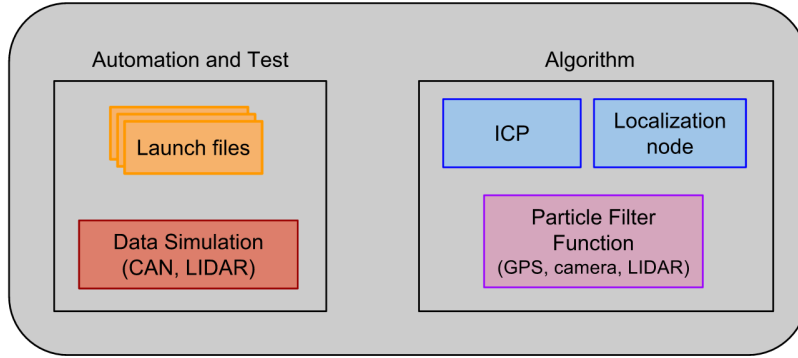 Automation and Test
Launch files
Data Simulation
(CAN, LIDAR)
Algorithm
ICP
Localization
node
Particle Filter
Function
(GPS, camera, LIDAR)